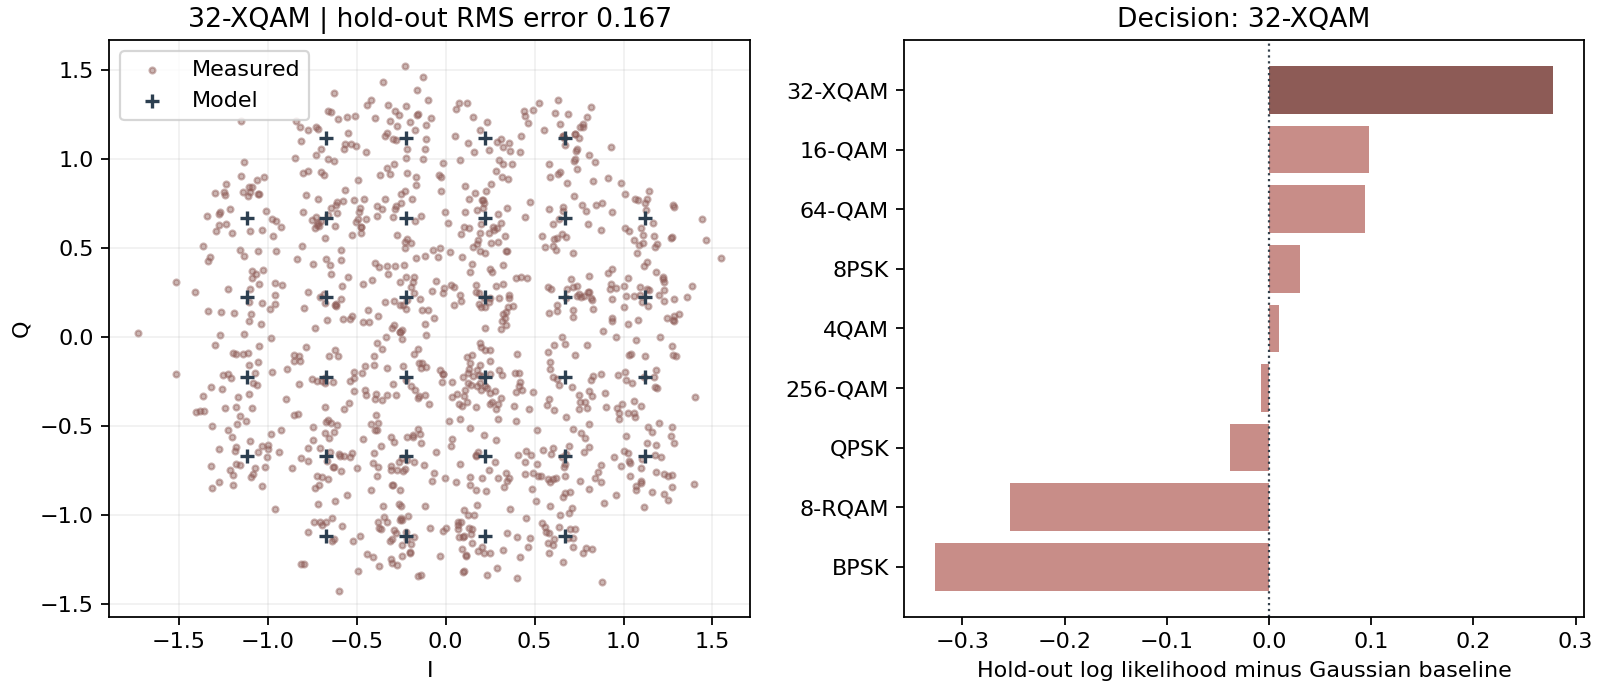 32-XQAM | hold-out RMS error 0.167
Measured
Model
1.5
1.0
0.5
0.0
−0.5
−1.0
−1.5
Q
−1.5
−1.0
−0.5
0.0
0.5
1.0
1.5
I
Decision: 32-XQAM
32-XQAM
16-QAM
64-QAM
8PSK
4QAM
256-QAM
QPSK
8-RQAM
BPSK
−0.3
−0.2
−0.1
0.0
0.1
0.2
0.3
Hold-out log likelihood minus Gaussian baseline